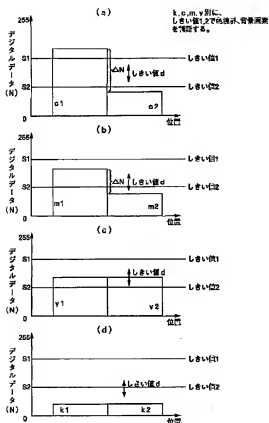 k,c,m,y 別に、
しきい値1,2で色画素、背景画素
を判定する。
(a)
255
デジタルデータ(N)
S1
しきい値1
ΔN
しきい値d
S2
しきい値2
c1
c2
0
位置
(b)
255
デジタルデータ(N)
S1
しきい値1
ΔN
しきい値d
S2
しきい値2
m1
m2
0
位置
(c)
255
デジタルデータ(N)
S1
しきい値1
しきい値d
S2
しきい値2
y1
y2
0
位置
(d)
255
デジタルデータ(N)
S1
しきい値1
S2
しきい値2
しきい値d
k1
k2
0
位置